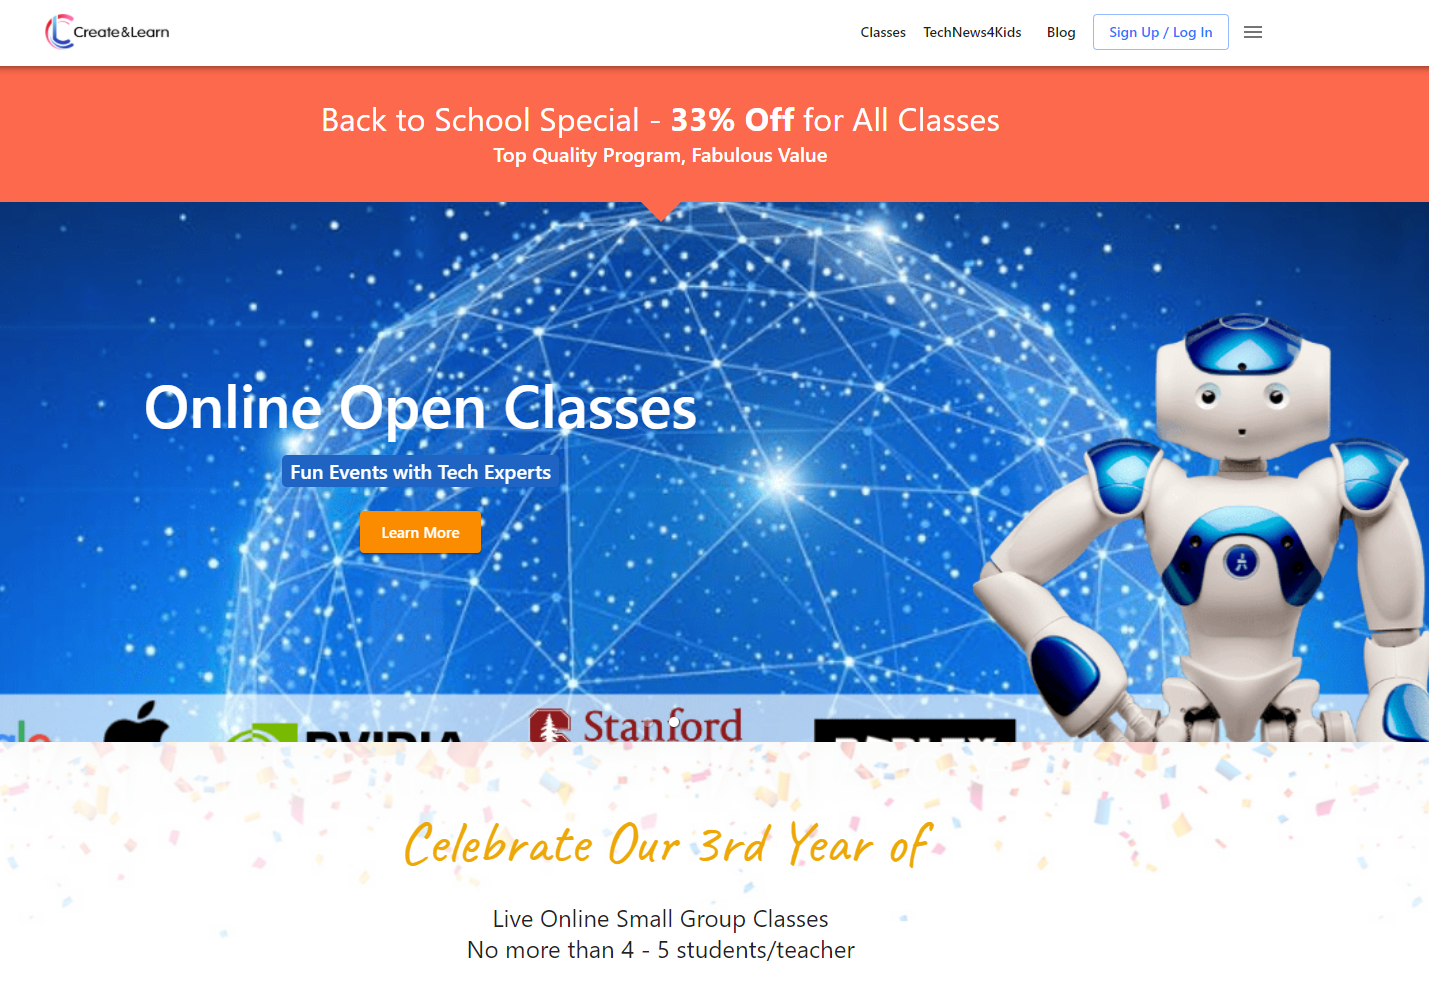 Create&Learn
Classes TechNews4Kids Blog Sign Up / Log In
Back to School Special - 33% Off for All Classes
Top Quality Program, Fabulous Value
Online Open Classes
Fun Events with Tech Experts
Learn More
Stanford
Celebrate Our 3rd Year of
Live Online Small Group Classes
No more than 4 - 5 students/teacher